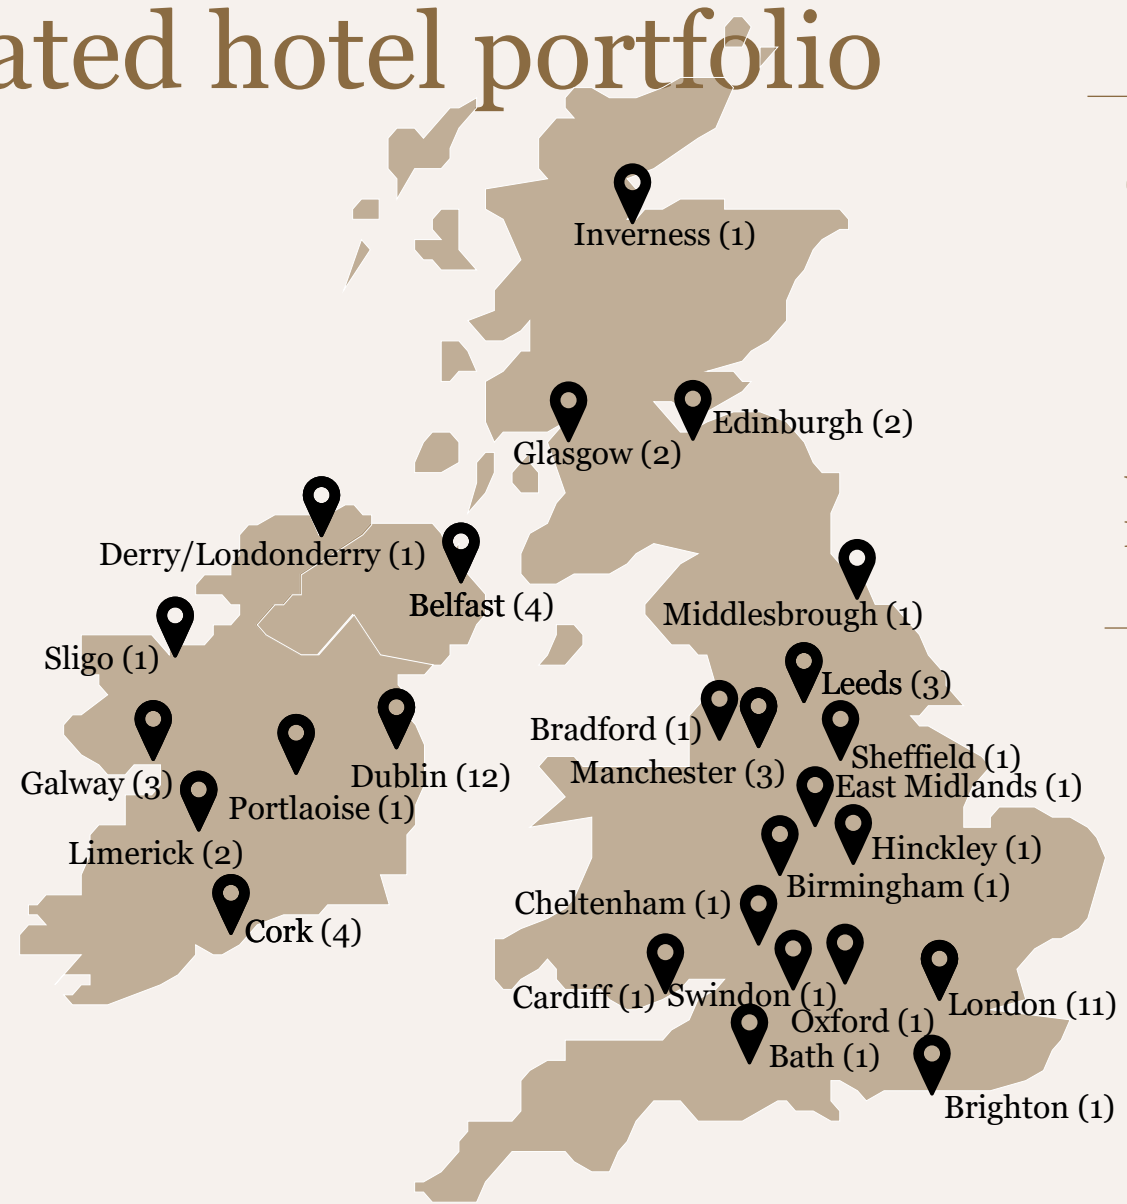 ated hotel portfolio
Inverness (1)
Edinburgh (2)
Glasgow (2)
Derry/Londonderry (1)
Belfast (4)
Middlesbrough (1)
Sligo (1)
Leeds (3)
Bradford (1)
Sheffield (1)
Manchester (3)
Dublin (12)
Galway (3)
East Midlands (1)
Portlaoise (1)
Limerick (2)
Hinckley (1)
Birmingham (1)
Cheltenham (1)
Cork (4)
Cardiff (1)
Swindon (1)
London (11)
Oxford (1)
Bath (1)
Brighton (1)